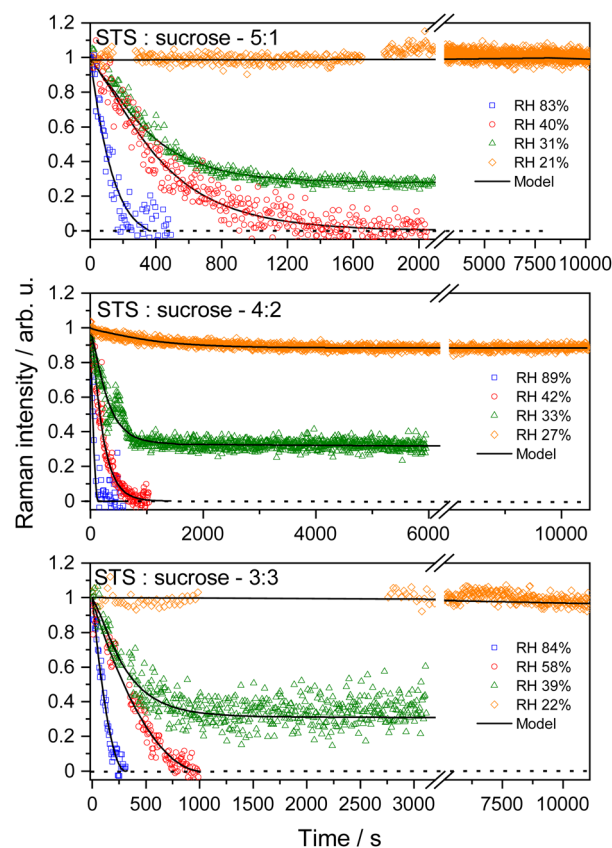 STS : sucrose - 5:1
1.2
1
0.8
0.6
0.4
0.2
0
RH 83%
RH 40%
RH 31%
RH 21%
Model
0 400 800 1200 1600 2000 5000 7500 10000
STS : sucrose - 4:2
1.2
1
0.8
0.6
0.4
0.2
0
RH 89%
RH 42%
RH 33%
RH 27%
Model
0 2000 4000 6000 10000
Raman intensity / arb. u.
STS : sucrose - 3:3
1.2
1
0.8
0.6
0.4
0.2
0
RH 84%
RH 58%
RH 39%
RH 22%
Model
0 500 1000 1500 2000 2500 3000 7500 10000
Time / s